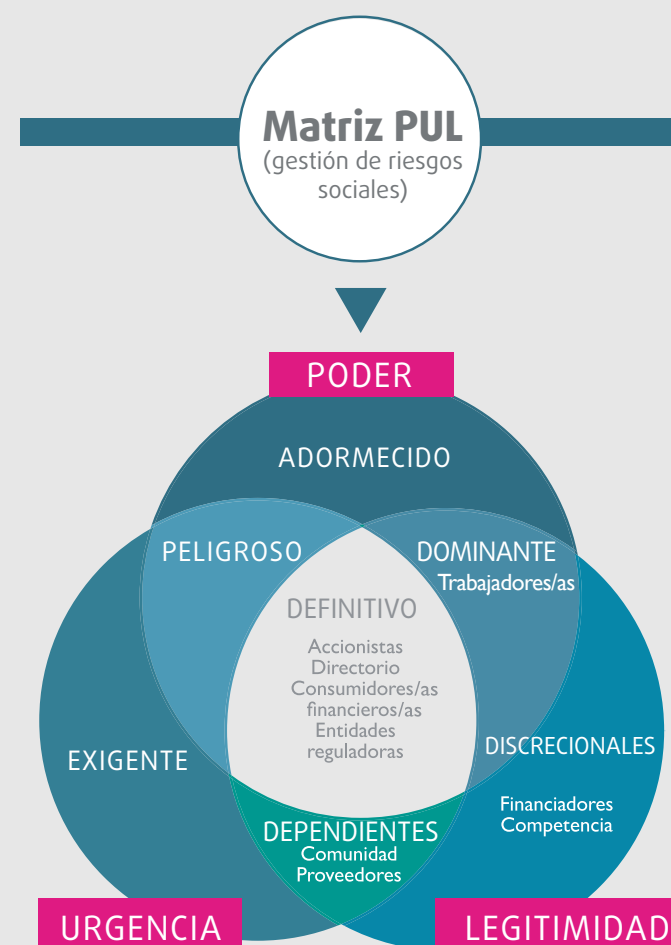 Matriz PUL
(gestión de riesgos
sociales)
PODER
ADORMECIDO
PELIGROSO
DOMINANTE
Trabajadores/as
DEFINITIVO
Accionistas
Directorio
Consumidores/as
financieros/as
Entidades
reguladoras
EXIGENTE
DISCRECIONALES
Financiadores
Competencia
DEPENDIENTES
Comunidad
Proveedores
URGENCIA
LEGITIMIDAD